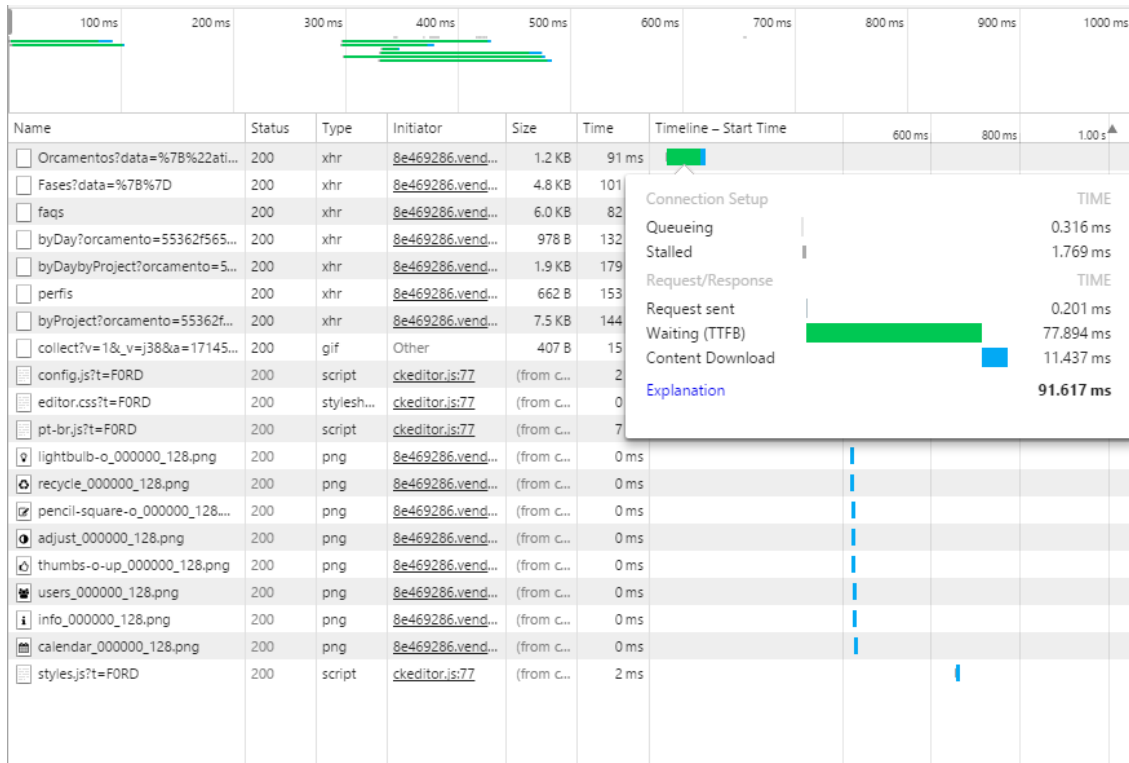 100 ms 200 ms 300 ms 400 ms 500 ms 600 ms 700 ms 800 ms 900 ms 1000 ms
Name Status Type Initiator Size Time Timeline – Start Time 600 ms 800 ms 1.00 s
Orcamentos?data=%7B%22ati... 200 xhr 8e469286.vend... 1.2 KB 91 ms
Fases?data=%7B%7D 200 xhr 8e469286.vend... 4.8 KB 101
Connection Setup TIME
faqs 200 xhr 8e469286.vend... 6.0 KB 82
Queueing 0.316 ms
byDay?orcamento=55362f565... 200 xhr 8e469286.vend... 978 B 132
Stalled 1.769 ms
byDaybyProject?orcamento=5... 200 xhr 8e469286.vend... 1.9 KB 179
Request/Response TIME
perfis 200 xhr 8e469286.vend... 662 B 153
Request sent 0.201 ms
byProject?orcamento=55362f... 200 xhr 8e469286.vend... 7.5 KB 144
Waiting (TTFB) 77.894 ms
collect?v=1&_v=j38&a=17145... 200 gif Other 407 B 15
Content Download 11.437 ms
config.js?t=F0RD 200 script ckeditor.js:77 (from c... 2
Explanation 91.617 ms
editor.css?t=F0RD 200 stylesh... ckeditor.js:77 (from c... 0
pt-br.js?t=F0RD 200 script ckeditor.js:77 (from c... 7
lightbulb-o_000000_128.png 200 png 8e469286.vend... (from c... 0 ms
recycle_000000_128.png 200 png 8e469286.vend... (from c... 0 ms
pencil-square-o_000000_128.... 200 png 8e469286.vend... (from c... 0 ms
adjust_000000_128.png 200 png 8e469286.vend... (from c... 0 ms
thumbs-o-up_000000_128.png 200 png 8e469286.vend... (from c... 0 ms
users_000000_128.png 200 png 8e469286.vend... (from c... 0 ms
info_000000_128.png 200 png 8e469286.vend... (from c... 0 ms
calendar_000000_128.png 200 png 8e469286.vend... (from c... 0 ms
styles.js?t=F0RD 200 script ckeditor.js:77 (from c... 2 ms